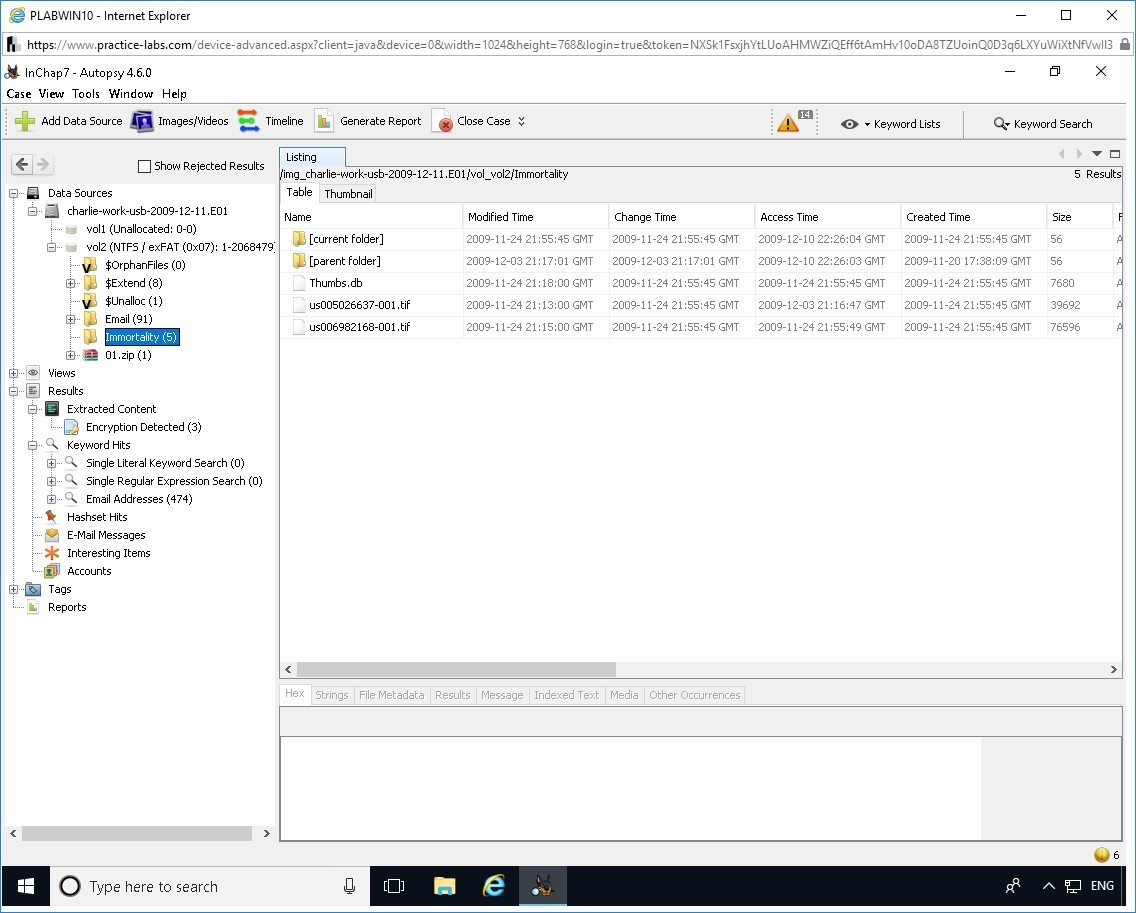 PLABWIN10 - Internet Explorer
https://www.practice-labs.com/device-advanced.aspx?client=java&device=0&width=1024&height=768&login=true&token=NXSk1FsxjhYtLUoAHMWZiQEff6tAmHv10oDA8TZUoinQ0D3q6LXYuWiXtNfVwII3
InChap7 - Autopsy 4.6.0
Case View Tools Window Help
Add Data Source Images/Videos Timeline Generate Report Close Case 14 Keyword Lists Keyword Search
Show Rejected Results
Data Sources
charlie-work-usb-2009-12-11.E01
vol1 (Unallocated: 0-0)
vol2 (NTFS / exFAT (0x07): 1-2068479)
$OrphanFiles (0)
$Extend (8)
$Unalloc (1)
Email (91)
Immortality (5)
01.zip (1)
Views
Results
Extracted Content
Encryption Detected (3)
Keyword Hits
Single Literal Keyword Search (0)
Single Regular Expression Search (0)
Email Addresses (474)
Hashset Hits
E-Mail Messages
Interesting Items
Accounts
Tags
Reports
Listing
/img_charlie-work-usb-2009-12-11.E01/vol_vol2/Immortality 5 Results
Table Thumbnail
Name Modified Time Change Time Access Time Created Time Size F
[current folder] 2009-11-24 21:55:45 GMT 2009-11-24 21:55:45 GMT 2009-12-10 22:26:04 GMT 2009-11-24 21:55:45 GMT 56 A
[parent folder] 2009-12-03 21:17:01 GMT 2009-12-03 21:17:01 GMT 2009-12-10 22:26:03 GMT 2009-11-20 17:38:09 GMT 56 A
Thumbs.db 2009-11-24 21:18:00 GMT 2009-11-24 21:55:45 GMT 2009-11-24 21:55:45 GMT 2009-11-24 21:55:45 GMT 7680 A
us005026637-001.tif 2009-11-24 21:13:00 GMT 2009-11-24 21:55:45 GMT 2009-12-03 21:16:47 GMT 2009-11-24 21:55:45 GMT 39692 A
us006982168-001.tif 2009-11-24 21:15:00 GMT 2009-11-24 21:55:45 GMT 2009-11-24 21:55:49 GMT 2009-11-24 21:55:45 GMT 76596 A
Hex Strings File Metadata Results Message Indexed Text Media Other Occurrences
6
Type here to search ENG